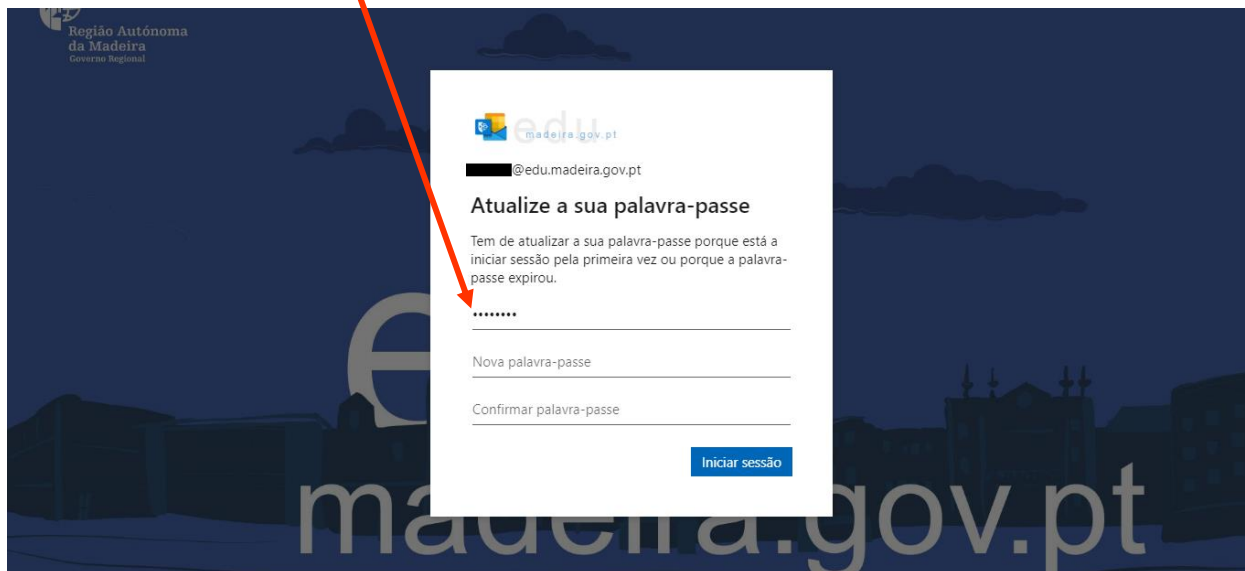 Região Autónoma
da Madeira
Governo Regional
edu
madeira.gov.pt
@edu.madeira.gov.pt
Atualize a sua palavra-passe
Tem de atualizar a sua palavra-passe porque está a
iniciar sessão pela primeira vez ou porque a palavra-
passe expirou.
••••••••
Nova palavra-passe
Confirmar palavra-passe
Iniciar sessão
e
madeira.gov.pt